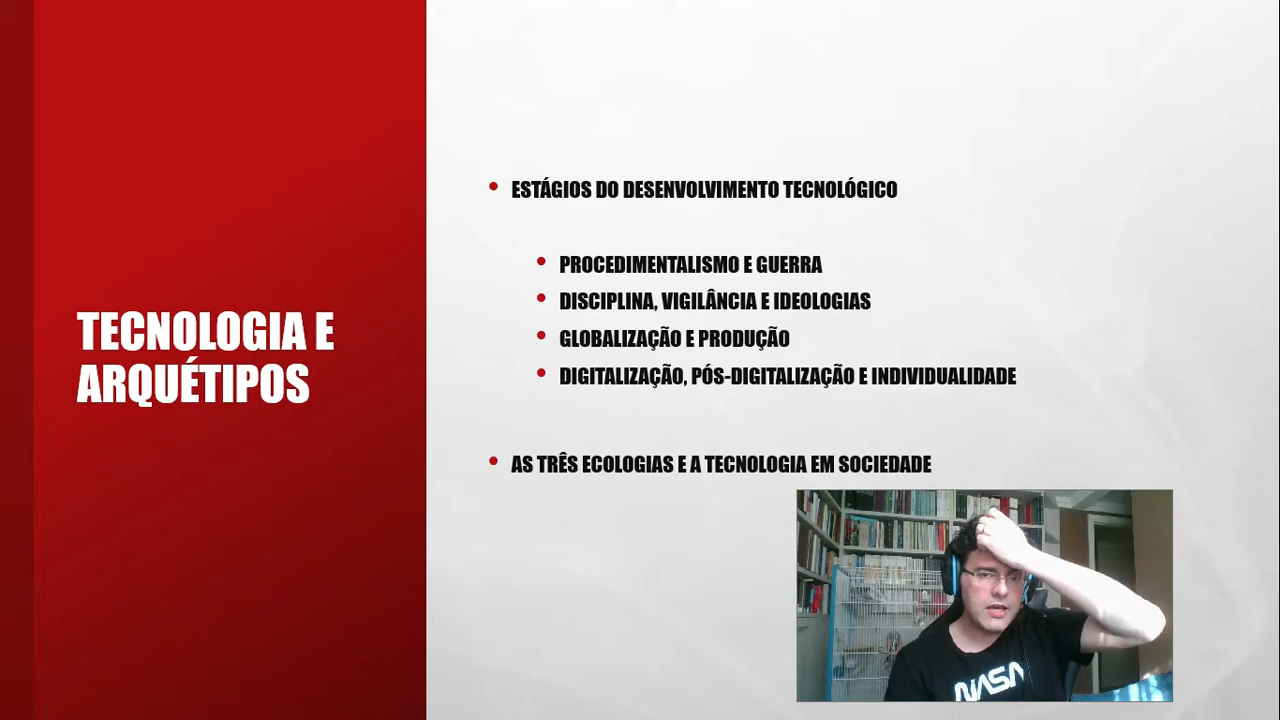 TECNOLOGIA E
ARQUÉTIPOS
ESTÁGIOS DO DESENVOLVIMENTO TECNOLÓGICO
PROCEDIMENTALISMO E GUERRA
DISCIPLINA, VIGILÂNCIA E IDEOLOGIAS
GLOBALIZAÇÃO E PRODUÇÃO
DIGITALIZAÇÃO, PÓS-DIGITALIZAÇÃO E INDIVIDUALIDADE
AS TRÊS ECOLOGIAS E A TECNOLOGIA EM SOCIEDADE
NASA